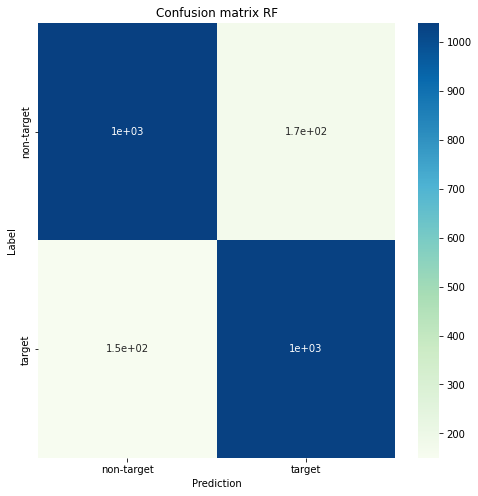 Confusion matrix RF
non-target
1e+03
1.7e+02
Label
target
1.5e+02
1e+03
non-target
target
Prediction
1000
900
800
700
600
500
400
300
200